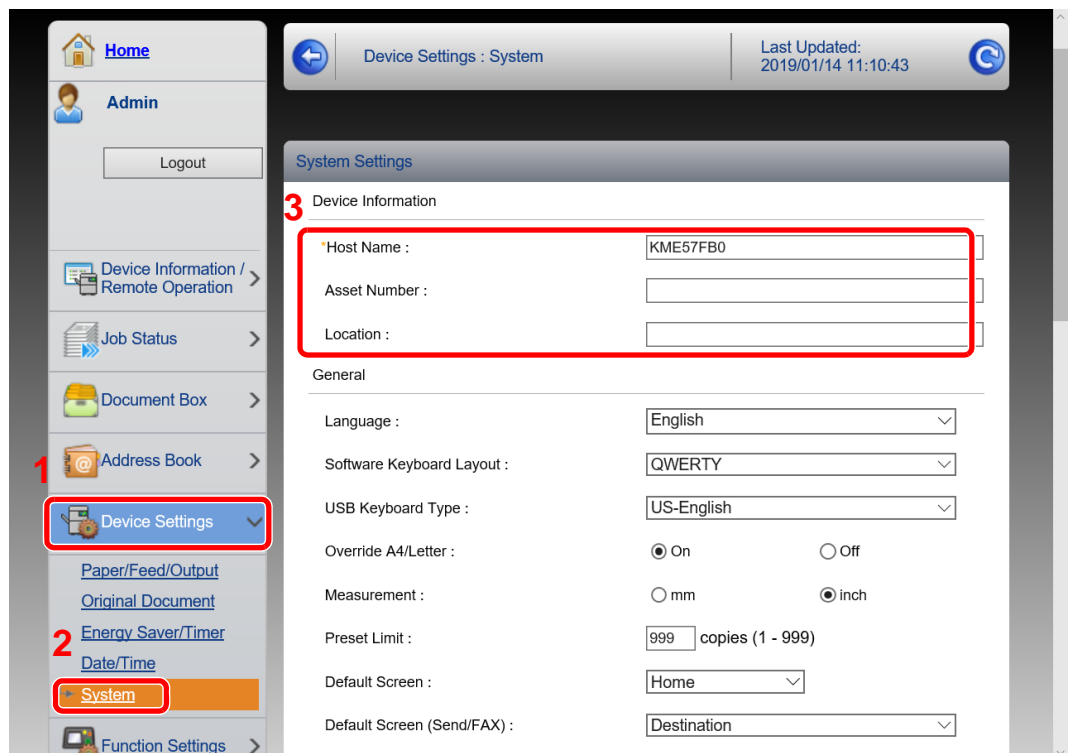 Home
Admin
Logout
Device Information /
Remote Operation
Job Status
Document Box
1
Address Book
Device Settings
Paper/Feed/Output
Original Document
Energy Saver/Timer
2
Date/Time
System
Function Settings
Device Settings : System
Last Updated:
2019/01/14 11:10:43
System Settings
3
Device Information
*Host Name : KME57FB0
Asset Number :
Location :
General
Language : English
Software Keyboard Layout : QWERTY
USB Keyboard Type : US-English
Override A4/Letter : On Off
Measurement : mm inch
Preset Limit : 999 copies (1 - 999)
Default Screen : Home
Default Screen (Send/FAX) : Destination